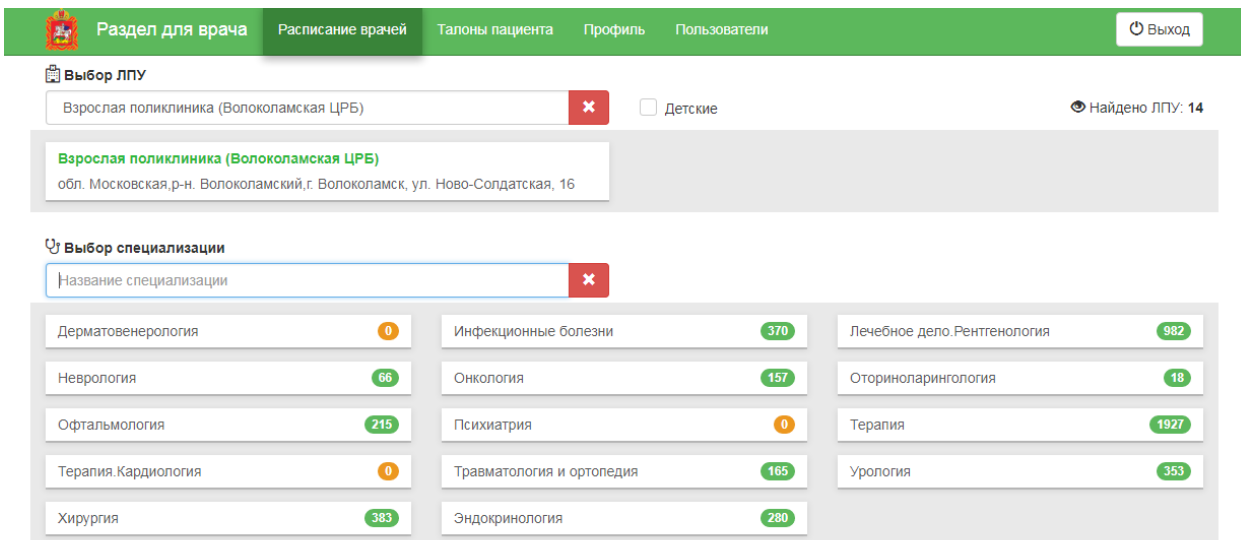 Раздел для врача Расписание врачей Талоны пациента Профиль Пользователи Выход
Выбор ЛПУ
Взрослая поликлиника (Волоколамская ЦРБ) Детские Найдено ЛПУ: 14
Взрослая поликлиника (Волоколамская ЦРБ)
обл. Московская,р-н. Волоколамский,г. Волоколамск, ул. Ново-Солдатская, 16
Выбор специализации
Название специализации
Дерматовенерология 0 Инфекционные болезни 370 Лечебное дело.Рентгенология 982
Неврология 66 Онкология 157 Оториноларингология 18
Офтальмология 215 Психиатрия 0 Терапия 1927
Терапия.Кардиология 0 Травматология и ортопедия 165 Урология 353
Хирургия 383 Эндокринология 280